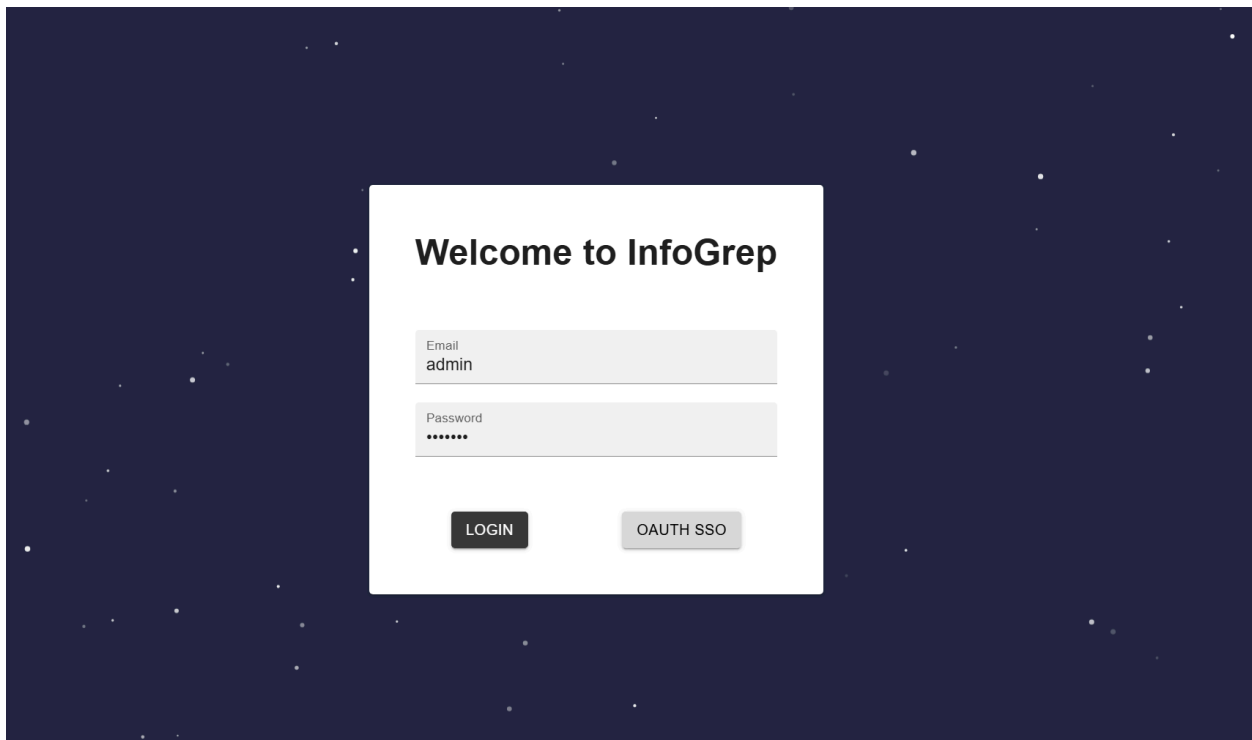 Welcome to InfoGrep
Email
admin
Password
•••••••
LOGIN
OAUTH SSO